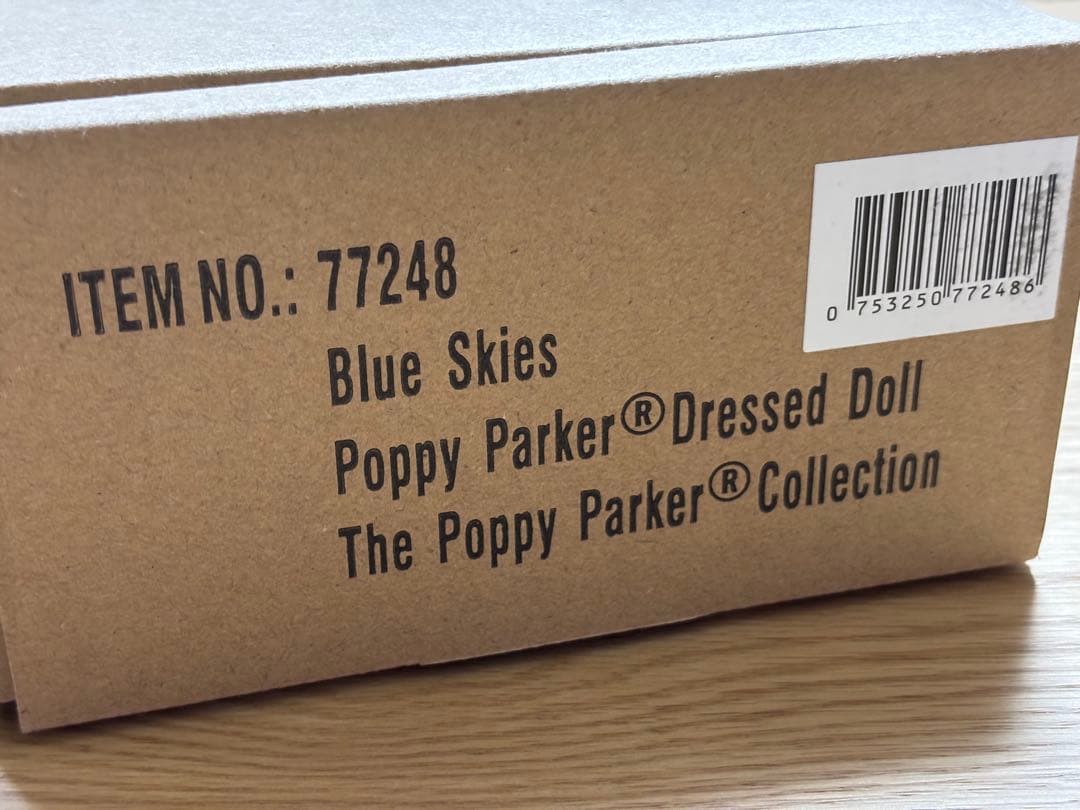 ITEM NO.: 77248
Blue Skies
Poppy Parker® Dressed Doll
The Poppy Parker® Collection
0 753250 772486